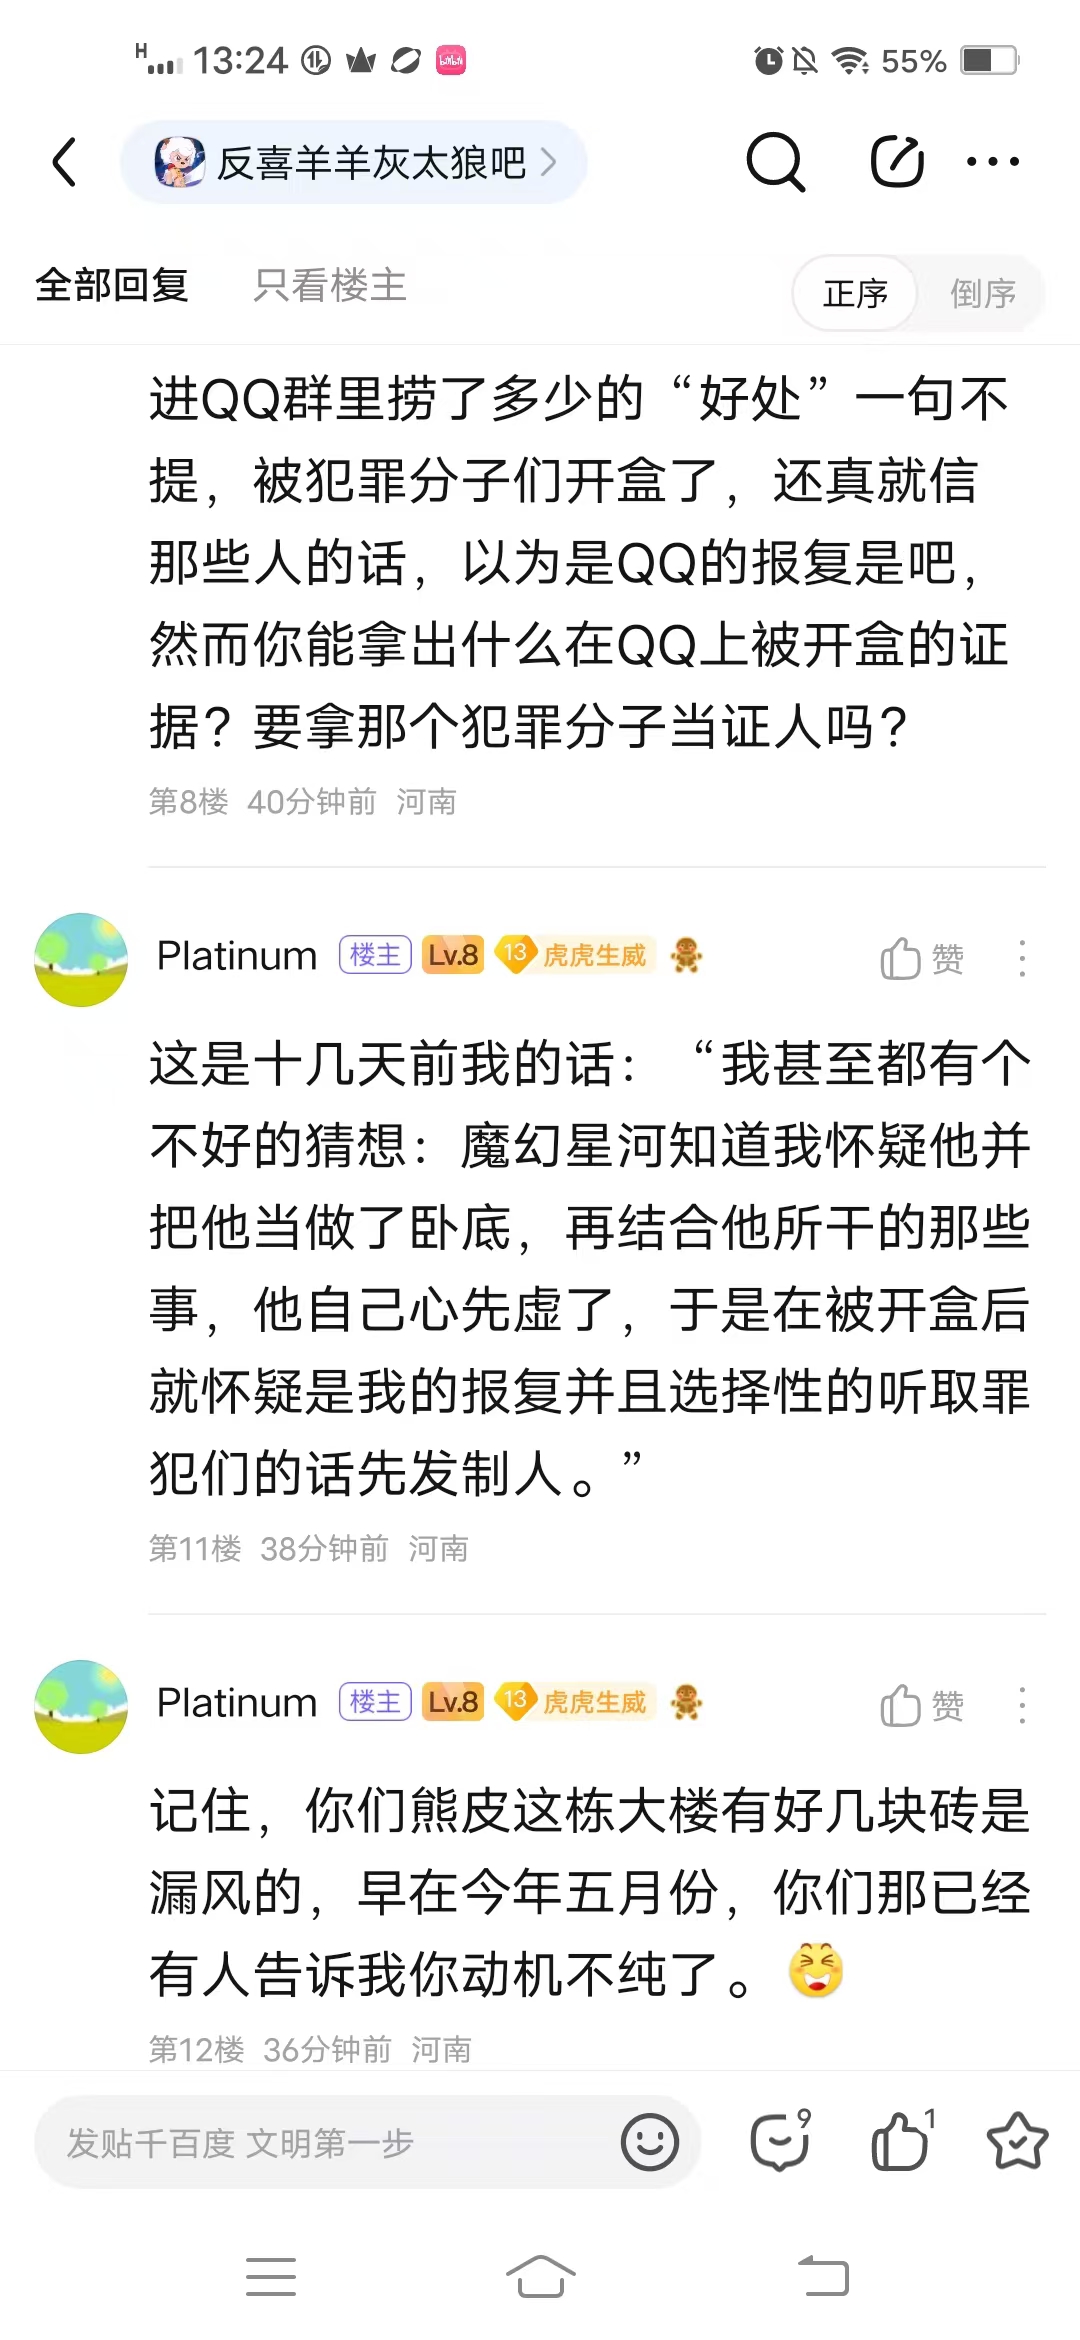 H 13:24 55%
反喜羊羊灰太狼吧
全部回复 只看楼主 正序 倒序
进QQ群里捞了多少的“好处”一句不
提，被犯罪分子们开盒了，还真就信
那些人的话，以为是QQ的报复是吧，
然而你能拿出什么在QQ上被开盒的证
据？要拿那个犯罪分子当证人吗？
第8楼 40分钟前 河南
Platinum 楼主 Lv.8 13 虎虎生威 赞
这是十几天前我的话：“我甚至都有个
不好的猜想：魔幻星河知道我怀疑他并
把他当做了卧底，再结合他所干的那些
事，他自己心先虚了，于是在被开盒后
就怀疑是我的报复并且选择性的听取罪
犯们的话先发制人。”
第11楼 38分钟前 河南
Platinum 楼主 Lv.8 13 虎虎生威 赞
记住，你们熊皮这栋大楼有好几块砖是
漏风的，早在今年五月份，你们那已经
有人告诉我你动机不纯了。
第12楼 36分钟前 河南
发贴千百度 文明第一步 9 1